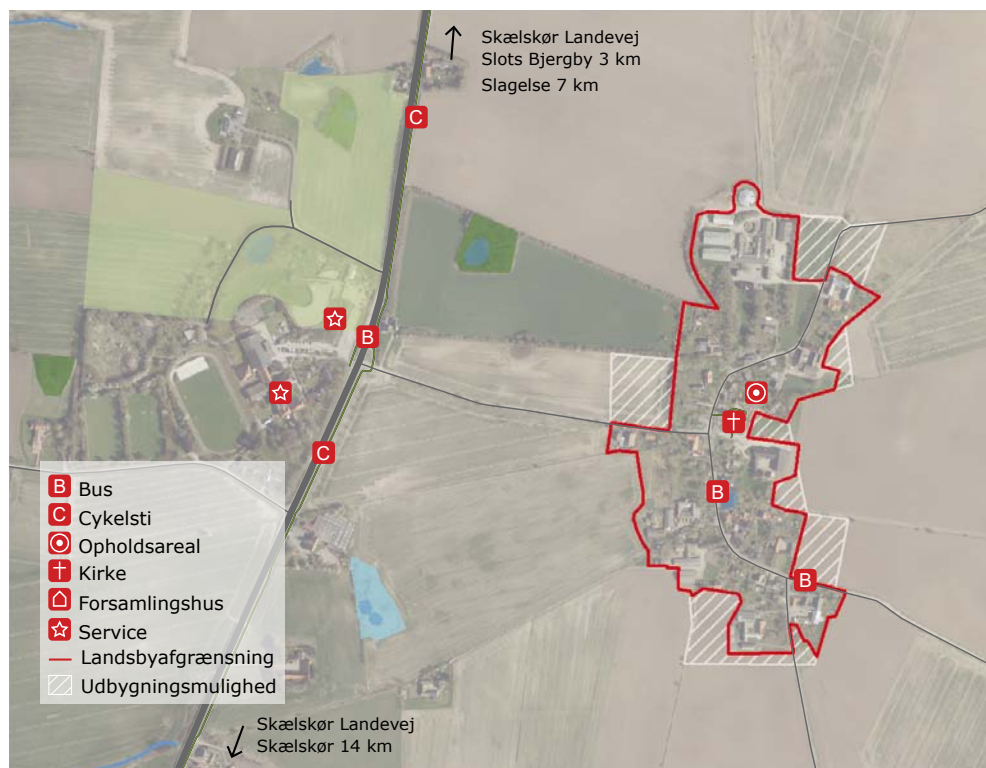 Skælskør Landevej
Slots Bjergby 3 km
Slagelse 7 km
C
B
C
B
B
B Bus
C Cykelsti
Opholdsareal
Kirke
Forsamlingshus
Service
Landsbyafgrænsning
Udbygningsmulighed
Skælskør Landevej
Skælskør 14 km